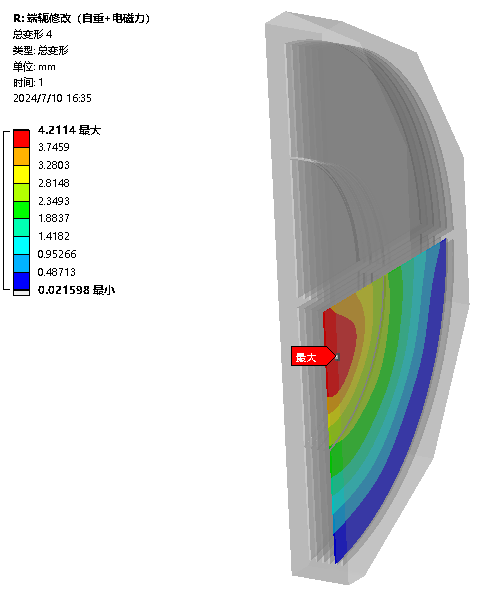 R: 端轭修改（自重+电磁力）
总变形 4
类型: 总变形
单位: mm
时间: 1
2024/7/10 16:35
4.2114 最大
3.7459
3.2803
2.8148
2.3493
1.8837
1.4182
0.95266
0.48713
0.021598 最小
最大